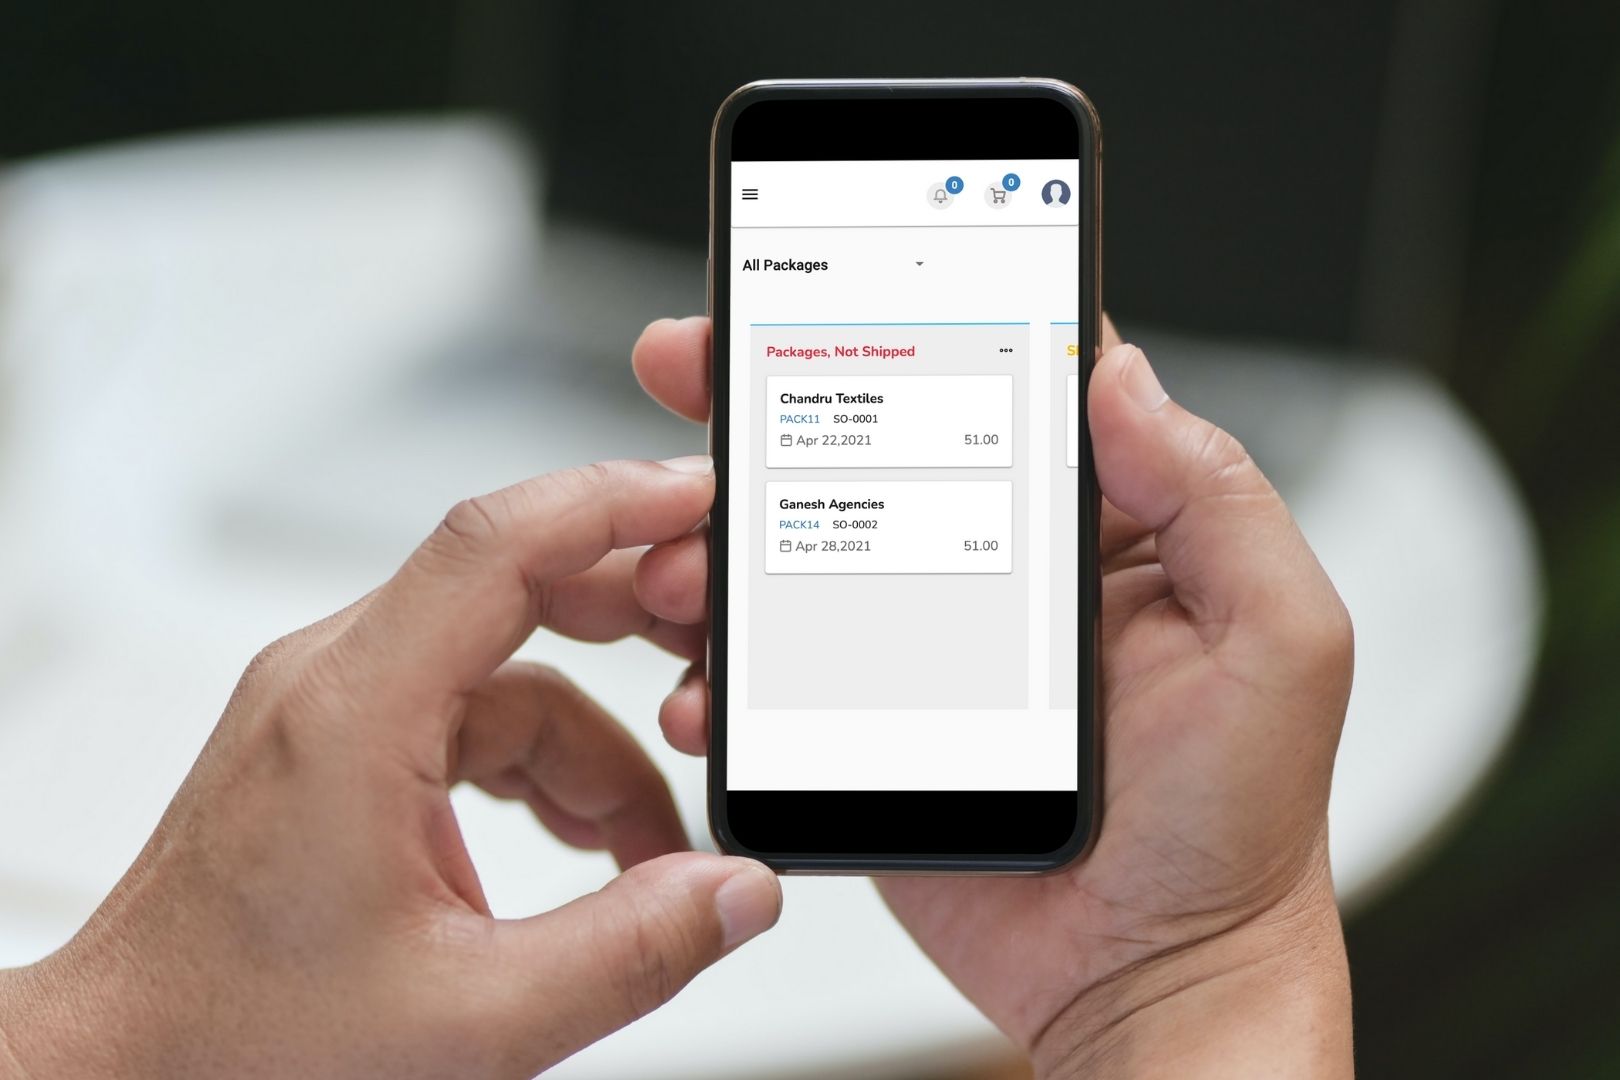 0
0
All Packages
Packages, Not Shipped
Chandru Textiles
PACK11 SO-0001
Apr 22,2021 51.00
Ganesh Agencies
PACK14 SO-0002
Apr 28,2021 51.00